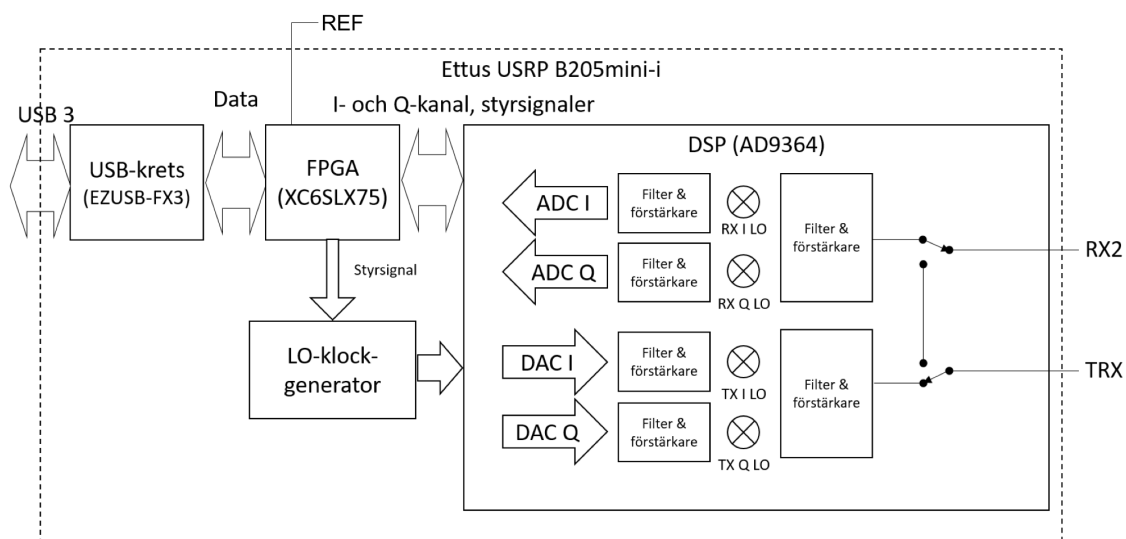 REF
Ettus USRP B205mini-i
USB 3
Data
I- och Q-kanal, styrsignaler
USB-krets
(EZUSB-FX3)
FPGA
(XC6SLX75)
DSP (AD9364)
ADC I
Filter &
förstärkare
RX I LO
ADC Q
Filter &
förstärkare
RX Q LO
Filter &
förstärkare
RX2
Styrsignal
LO-klock-
generator
DAC I
Filter &
förstärkare
TX I LO
DAC Q
Filter &
förstärkare
TX Q LO
Filter &
förstärkare
TRX